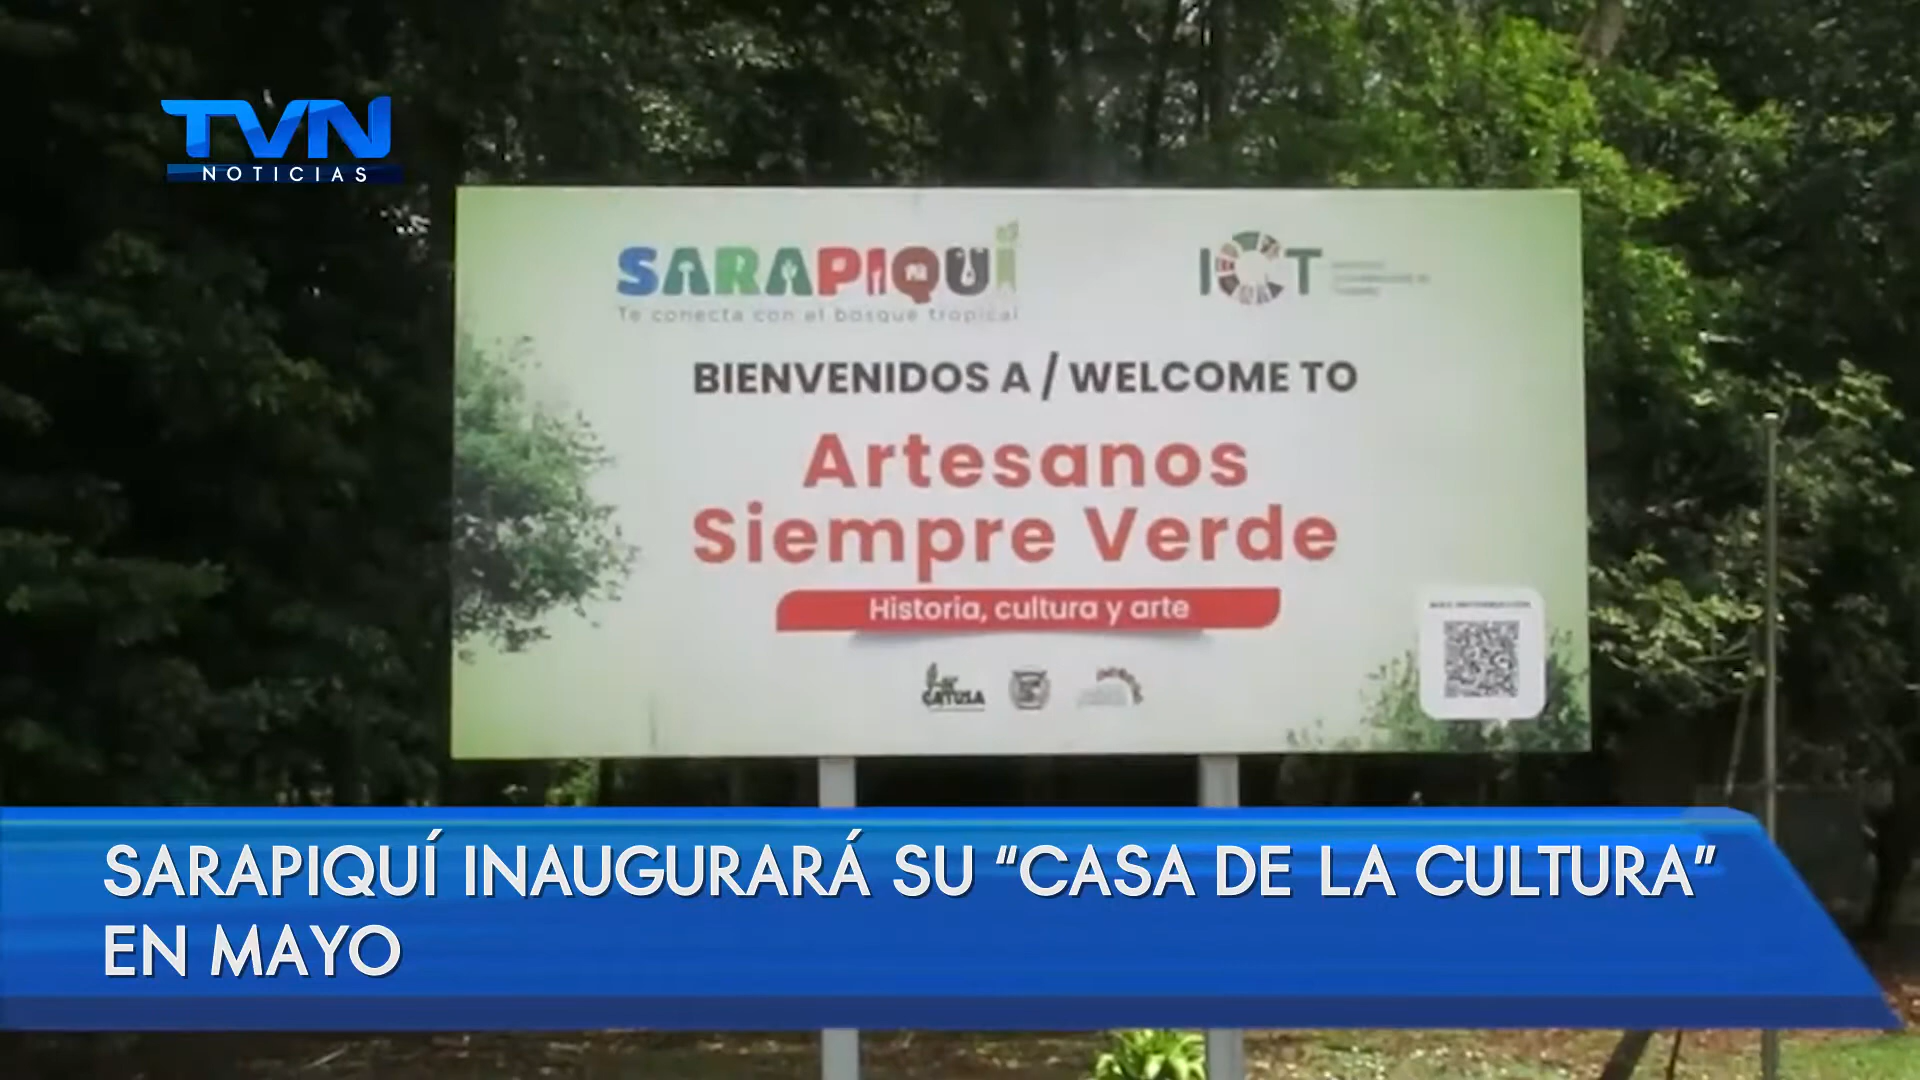 TVN
NOTICIAS
SARAPIQUÍ
Te conecta con el bosque tropical
ICT
BIENVENIDOS A / WELCOME TO
Artesanos
Siempre Verde
Historia, cultura y arte
CATUSA
SARAPIQUÍ INAUGURARÁ SU “CASA DE LA CULTURA”
EN MAYO